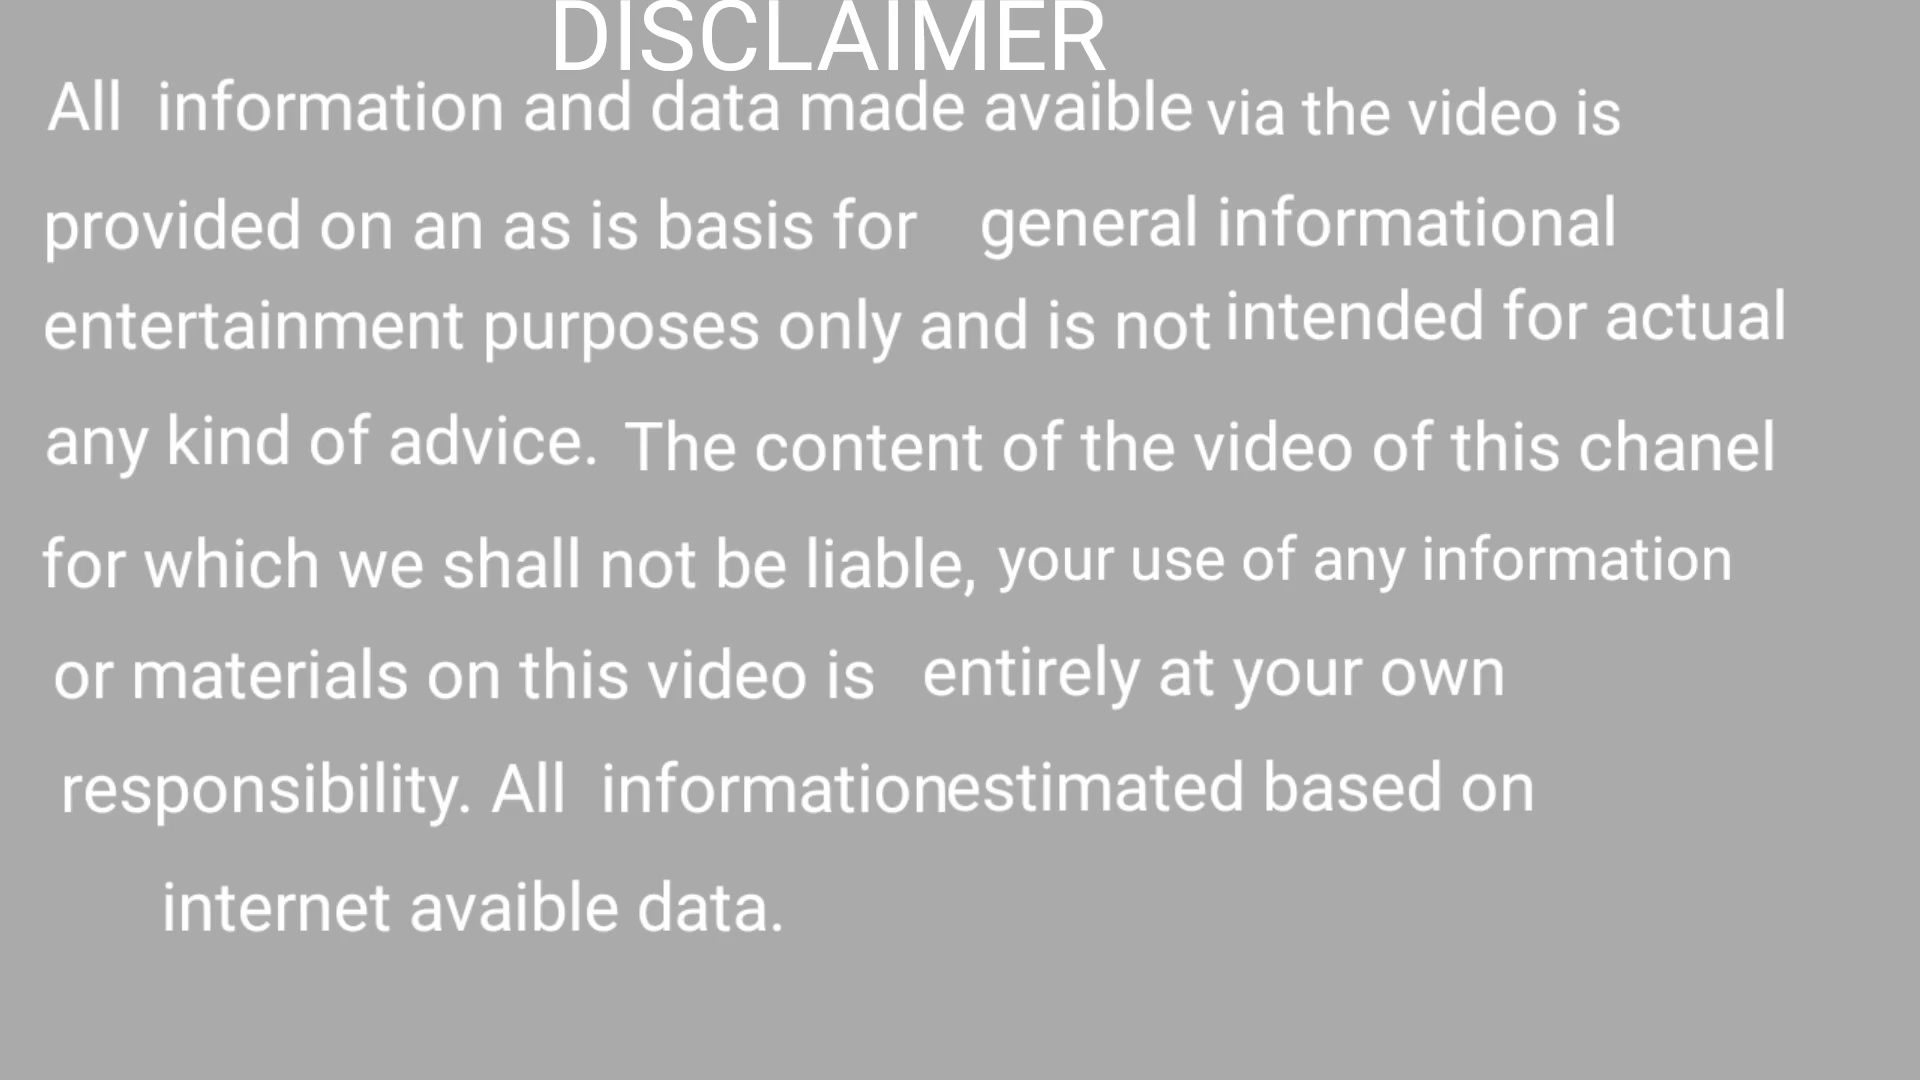 DISCLAIMER
All information and data made avaible via the video is
provided on an as is basis for general informational
entertainment purposes only and is not intended for actual
any kind of advice. The content of the video of this chanel
for which we shall not be liable, your use of any information
or materials on this video is entirely at your own
responsibility. All informationestimated based on
internet avaible data.